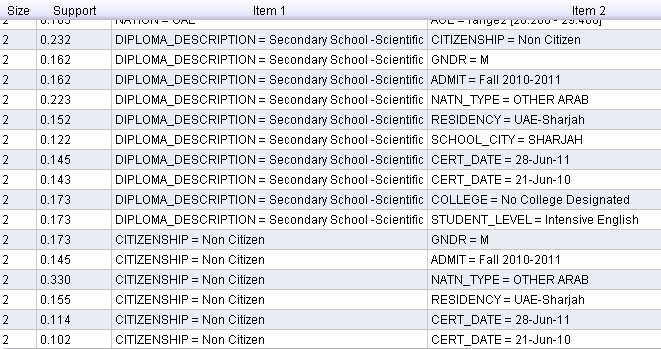 Size Support Item 1 Item 2
2 0.232 DIPLOMA_DESCRIPTION = Secondary School -Scientific CITIZENSHIP = Non Citizen
2 0.162 DIPLOMA_DESCRIPTION = Secondary School -Scientific GNDR = M
2 0.162 DIPLOMA_DESCRIPTION = Secondary School -Scientific ADMIT = Fall 2010-2011
2 0.223 DIPLOMA_DESCRIPTION = Secondary School -Scientific NATN_TYPE = OTHER ARAB
2 0.152 DIPLOMA_DESCRIPTION = Secondary School -Scientific RESIDENCY = UAE-Sharjah
2 0.122 DIPLOMA_DESCRIPTION = Secondary School -Scientific SCHOOL_CITY = SHARJAH
2 0.145 DIPLOMA_DESCRIPTION = Secondary School -Scientific CERT_DATE = 28-Jun-11
2 0.143 DIPLOMA_DESCRIPTION = Secondary School -Scientific CERT_DATE = 21-Jun-10
2 0.173 DIPLOMA_DESCRIPTION = Secondary School -Scientific COLLEGE = No College Designated
2 0.173 DIPLOMA_DESCRIPTION = Secondary School -Scientific STUDENT_LEVEL = Intensive English
2 0.173 CITIZENSHIP = Non Citizen GNDR = M
2 0.145 CITIZENSHIP = Non Citizen ADMIT = Fall 2010-2011
2 0.330 CITIZENSHIP = Non Citizen NATN_TYPE = OTHER ARAB
2 0.155 CITIZENSHIP = Non Citizen RESIDENCY = UAE-Sharjah
2 0.114 CITIZENSHIP = Non Citizen CERT_DATE = 28-Jun-11
2 0.102 CITIZENSHIP = Non Citizen CERT_DATE = 21-Jun-10